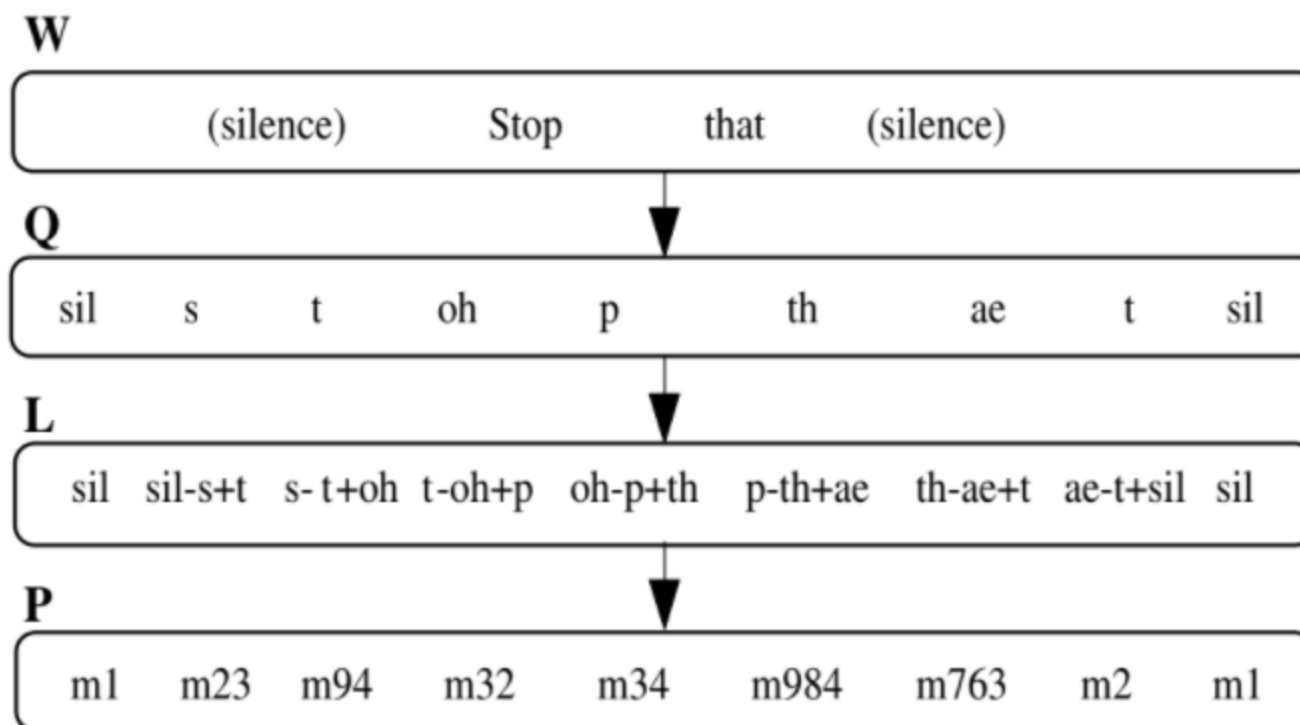 W
(silence) Stop that (silence)
Q
sil s t oh p th ae t sil
L
sil sil-s+t s- t+oh t-oh+p oh-p+th p-th+ae th-ae+t ae-t+sil sil
P
m1 m23 m94 m32 m34 m984 m763 m2 m1